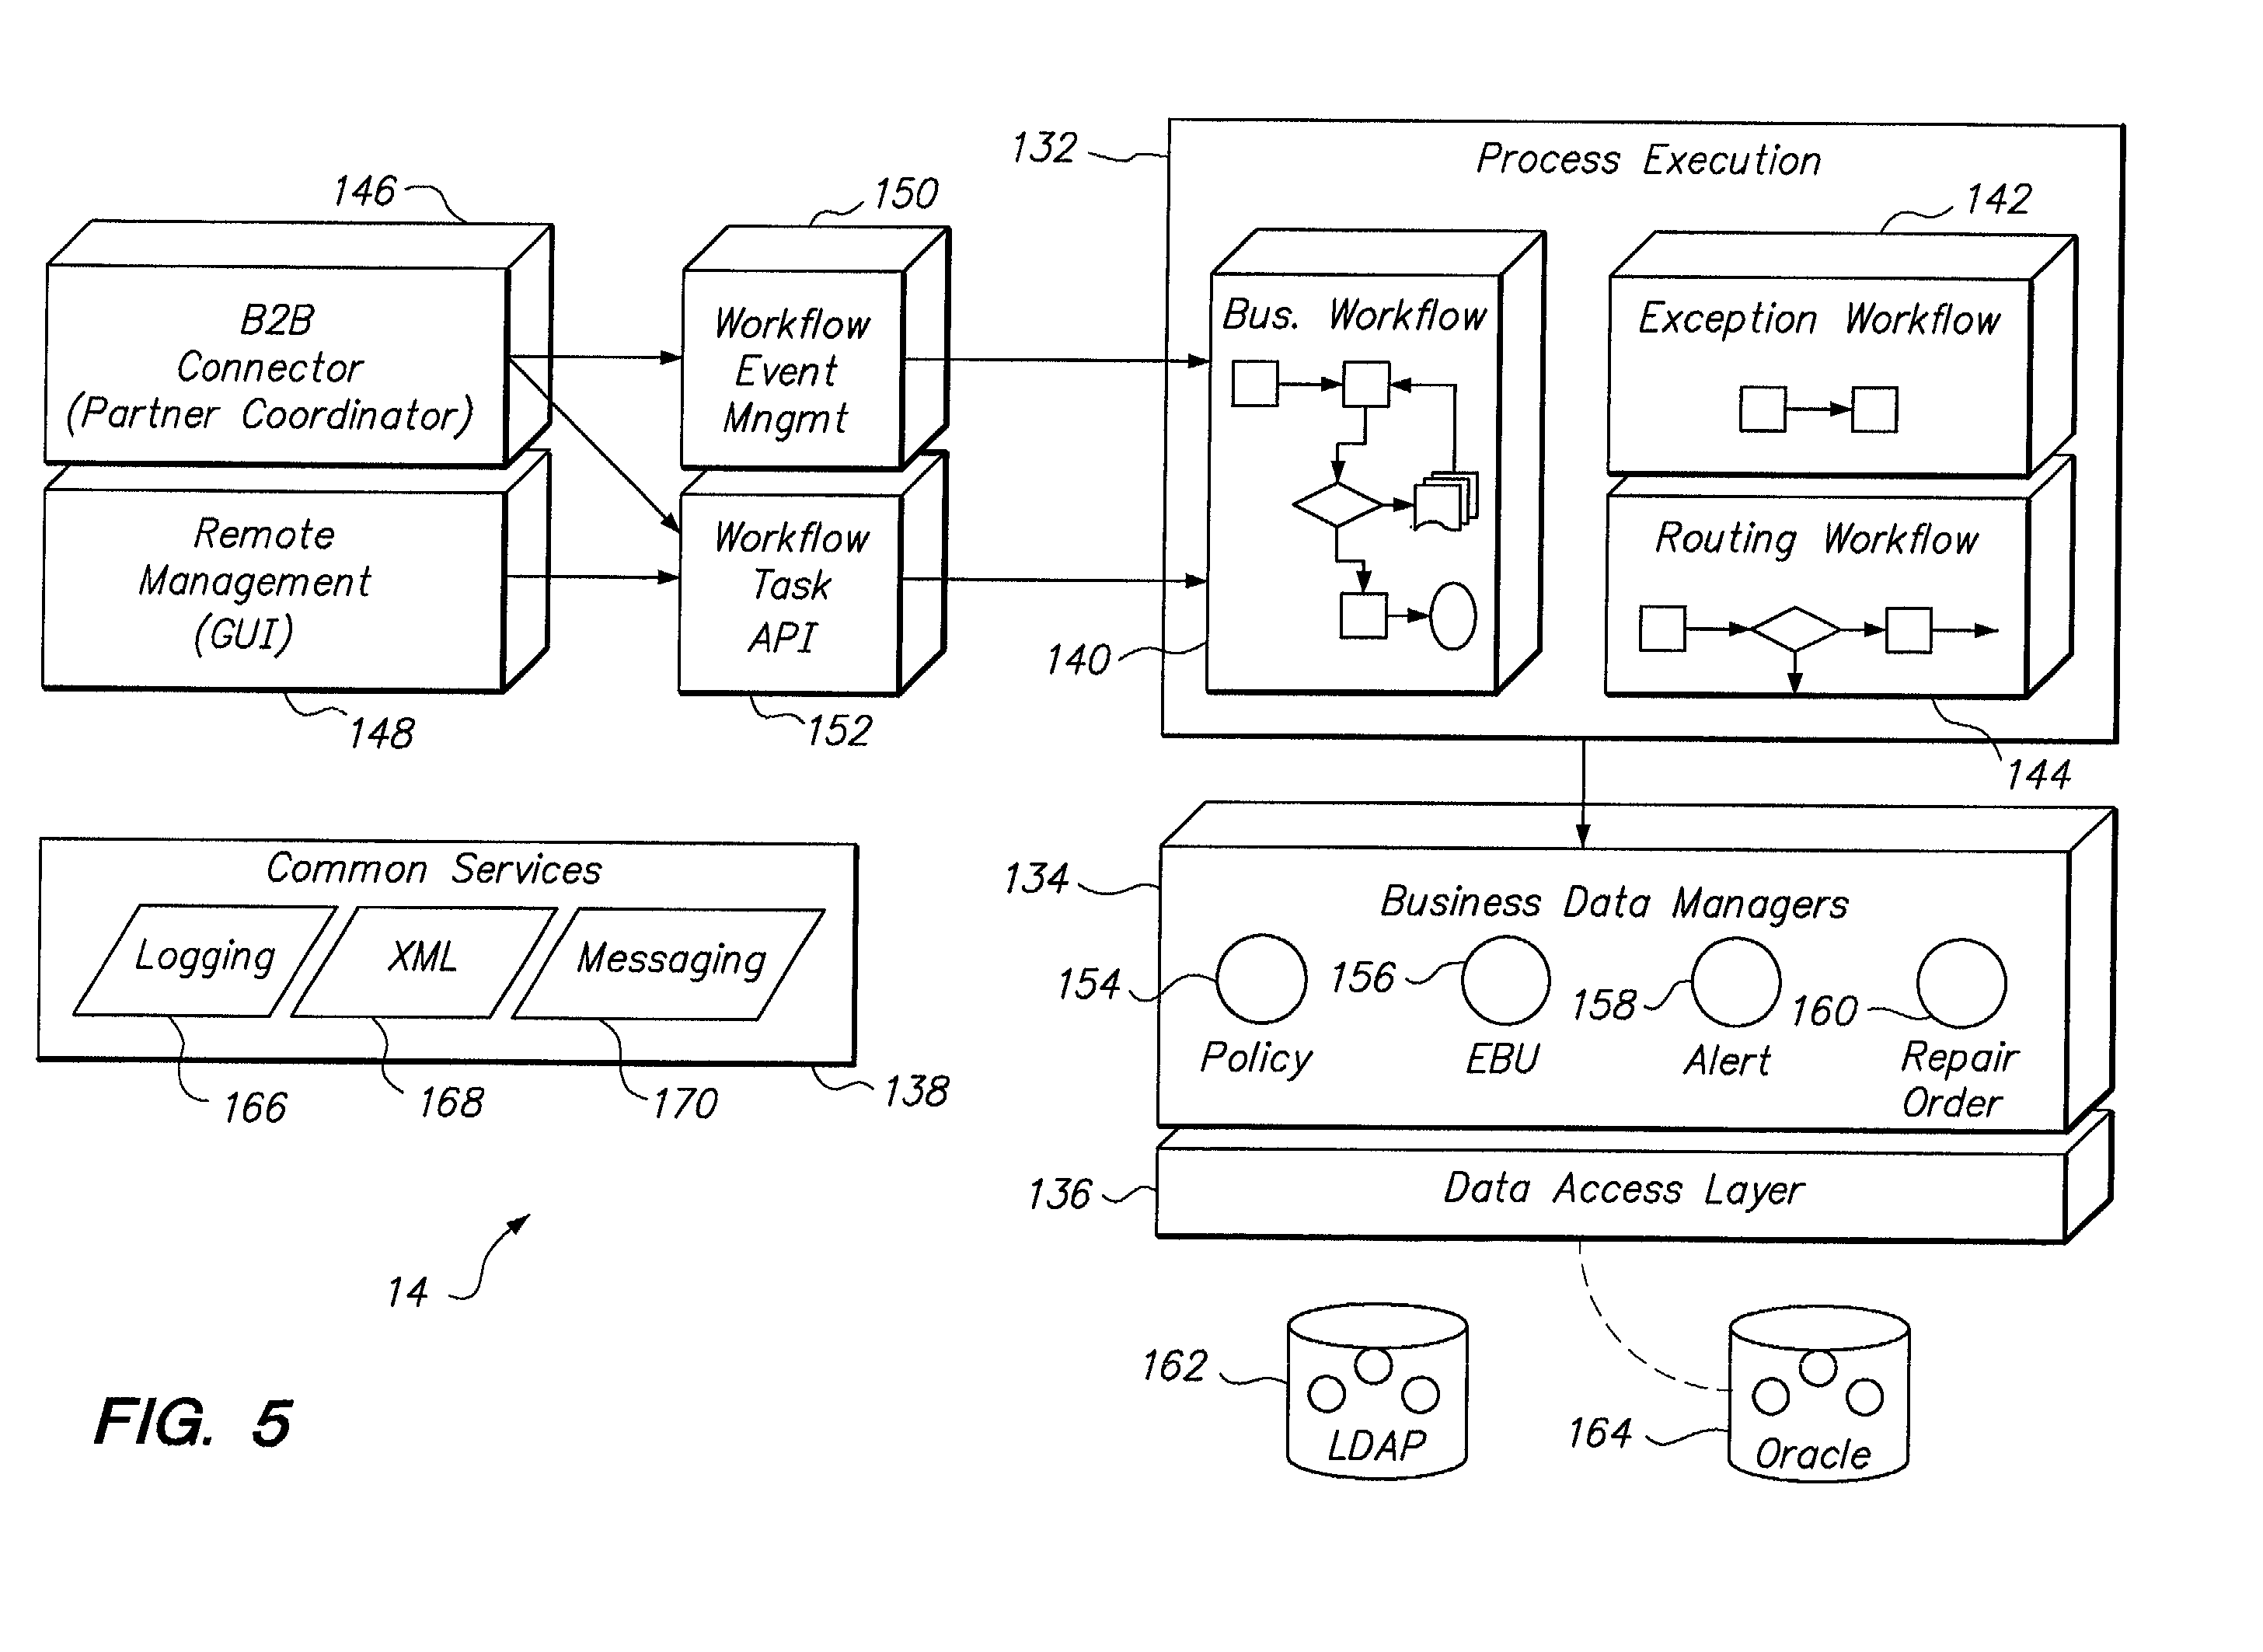 132
Process Execution
146
150
142
B2B
Connector
(Partner Coordinator)
Workflow
Event
Mngmt
Bus. Workflow
Exception Workflow
Remote
Management
(GUI)
Workflow
Task
API
Routing Workflow
140
148
152
144
Common Services
Logging
XML
Messaging
166
168
170
138
134
Business Data Managers
154
156
158
160
Policy
EBU
Alert
Repair
Order
136
Data Access Layer
14
162
LDAP
164
Oracle
FIG. 5